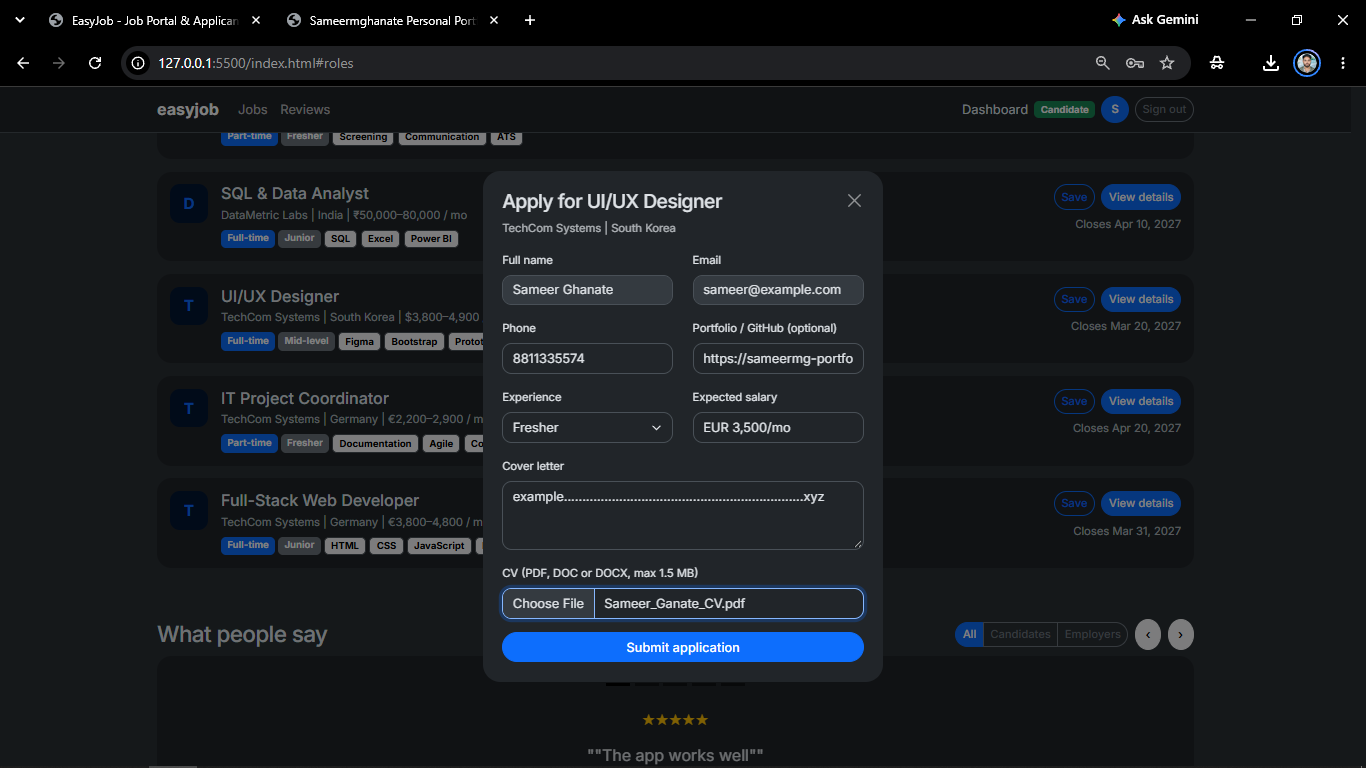 EasyJob - Job Portal & Applican
Sameermghanate Personal Port
Ask Gemini
127.0.0.1:5500/index.html#roles
easyjob Jobs Reviews
Dashboard Candidate S Sign out
Part-time Fresher Screening Communication ATS
D
SQL & Data Analyst
DataMetric Labs | India | ₹50,000–80,000 / mo
Full-time Junior SQL Excel Power BI
Save View details
Closes Apr 10, 2027
T
UI/UX Designer
TechCom Systems | South Korea | $3,800–4,900
Full-time Mid-level Figma Bootstrap Protot
Save View details
Closes Mar 20, 2027
T
IT Project Coordinator
TechCom Systems | Germany | €2,200–2,900 / m
Part-time Fresher Documentation Agile Co
Save View details
Closes Apr 20, 2027
T
Full-Stack Web Developer
TechCom Systems | Germany | €3,800–4,800 / m
Full-time Junior HTML CSS JavaScript
Save View details
Closes Mar 31, 2027
Apply for UI/UX Designer
TechCom Systems | South Korea
Full name Email
Sameer Ghanate sameer@example.com
Phone Portfolio / GitHub (optional)
8811335574 https://sameermg-portfo
Experience Expected salary
Fresher EUR 3,500/mo
Cover letter
example.................................................................xyz
CV (PDF, DOC or DOCX, max 1.5 MB)
Choose File Sameer_Ganate_CV.pdf
Submit application
What people say
All Candidates Employers ‹ ›
★★★★★
""The app works well""